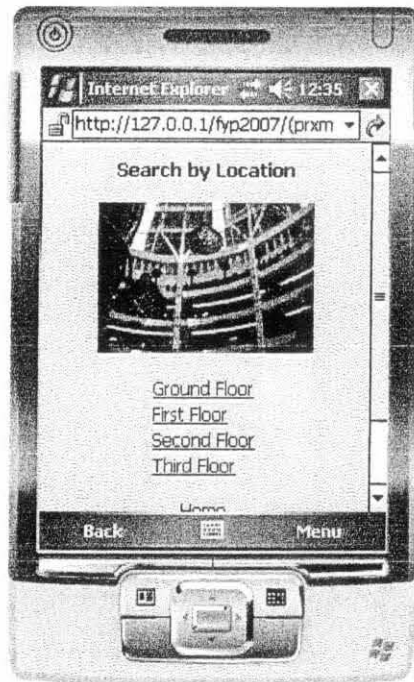 Internet Explorer 12:35
http://127.0.0.1/fyp2007/(prxm
Search by Location
Ground Floor
First Floor
Second Floor
Third Floor
Home
Back Menu